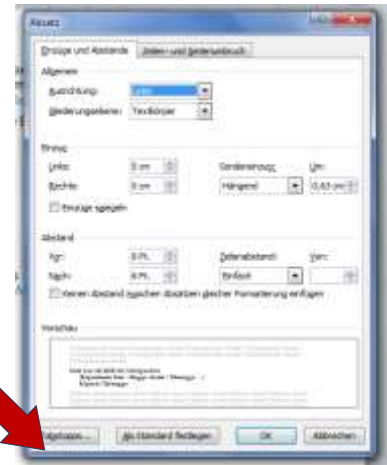 Absatz
Einzüge und Abstände Zeilen- und Seitenumbruch
Allgemein
Ausrichtung: Links
Gliederungsebene: Textkörper
Einzug
Links: 0 cm Sondereinzug: Um:
Rechts: 0 cm Hängend 0,63 cm
Einzüge spiegeln
Abstand
Vor: 0 Pt. Zeilenabstand: Von:
Nach: 6 Pt. Einfach
Keinen Abstand zwischen Absätzen gleicher Formatierung einfügen
Vorschau
Tabstopps... Als Standard festlegen OK Abbrechen